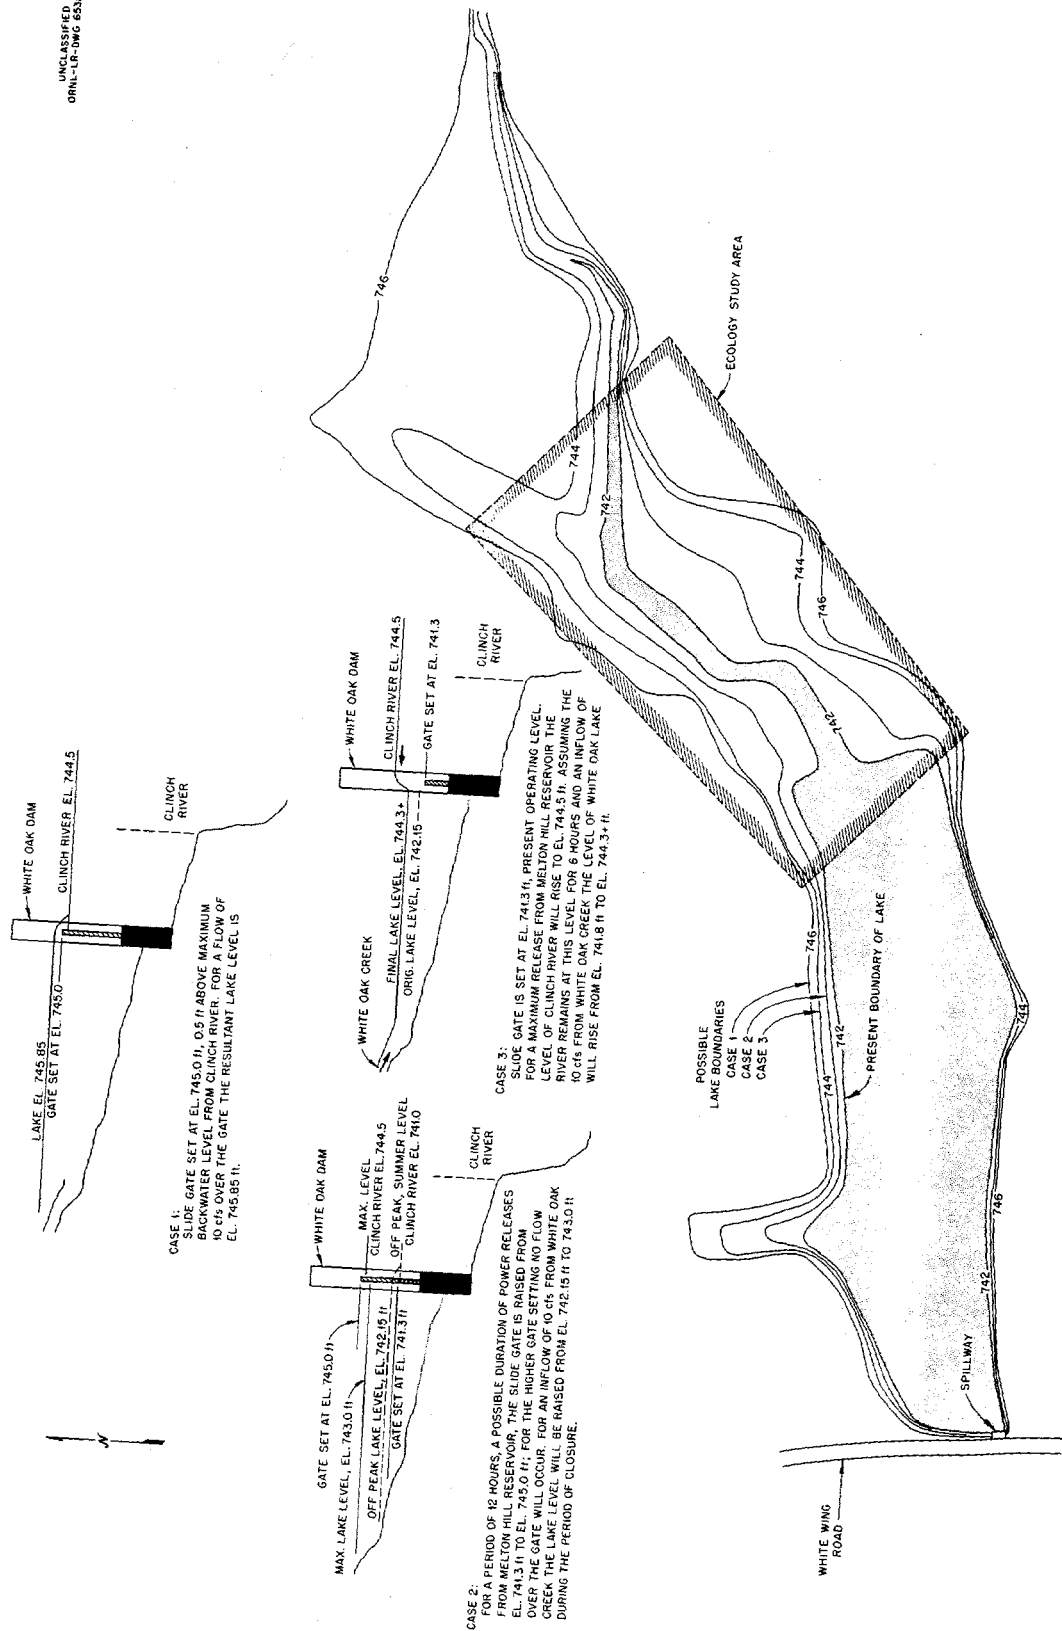 UNCLASSIFIED
ORNL-LR-DWG 653
N
LAKE EL. 745.85
GATE SET AT EL. 745.0
WHITE OAK DAM
CLINCH RIVER EL. 744.5
CLINCH
RIVER
CASE 1:
SLIDE GATE SET AT EL. 745.0 ft, 0.5 ft ABOVE MAXIMUM
BACKWATER LEVEL FROM CLINCH RIVER. FOR A FLOW OF
10 cfs OVER THE GATE THE RESULTANT LAKE LEVEL IS
EL. 745.85 ft.
GATE SET AT EL. 745.0 ft
MAX. LAKE LEVEL, EL. 743.0 ft
OFF PEAK LAKE LEVEL, EL. 742.15 ft
GATE SET AT EL. 741.3 ft
WHITE OAK DAM
MAX. LEVEL
CLINCH RIVER EL. 744.5
OFF PEAK, SUMMER LEVEL
CLINCH RIVER EL. 741.0
CLINCH
RIVER
CASE 2:
FOR A PERIOD OF 12 HOURS, A POSSIBLE DURATION OF POWER RELEASES
FROM MELTON HILL RESERVOIR, THE SLIDE GATE IS RAISED FROM
EL. 741.3 ft TO EL. 745.0 ft; FOR THE HIGHER GATE SETTING NO FLOW
OVER THE GATE WILL OCCUR. FOR AN INFLOW OF 10 cfs FROM WHITE OAK
CREEK THE LAKE LEVEL WILL BE RAISED FROM EL. 742.15 ft TO 743.0 ft
DURING THE PERIOD OF CLOSURE.
WHITE OAK CREEK
FINAL LAKE LEVEL, EL. 744.3+
ORIG. LAKE LEVEL, EL. 742.15
WHITE OAK DAM
CLINCH RIVER EL. 744.5
GATE SET AT EL. 741.3
CLINCH
RIVER
CASE 3:
SLIDE GATE IS SET AT EL. 741.3 ft, PRESENT OPERATING LEVEL.
FOR A MAXIMUM RELEASE FROM MELTON HILL RESERVOIR THE
LEVEL OF CLINCH RIVER WILL RISE TO EL. 744.5 ft. ASSUMING THE
RIVER REMAINS AT THIS LEVEL FOR 6 HOURS AND AN INFLOW OF
10 cfs FROM WHITE OAK CREEK THE LEVEL OF WHITE OAK LAKE
WILL RISE FROM EL. 741.8 ft TO EL. 744.3+ ft.
746
744
742
744
746
742
ECOLOGY STUDY AREA
POSSIBLE
LAKE BOUNDARIES
CASE 1
CASE 2
CASE 3
746
744
742
PRESENT BOUNDARY OF LAKE
744
746
742
SPILLWAY
WHITE WING
ROAD